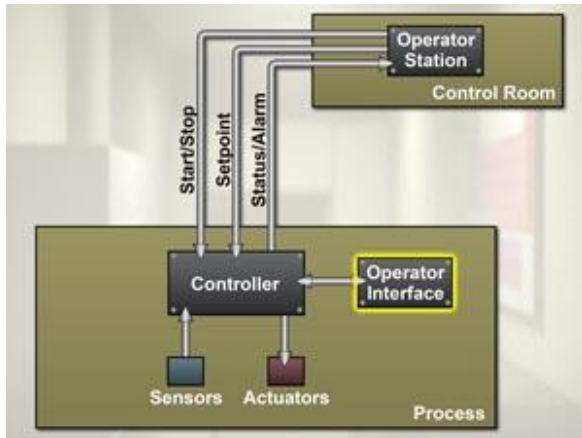 Operator
Station
Control Room
Start/Stop
Setpoint
Status/Alarm
Controller
Operator
Interface
Sensors
Actuators
Process